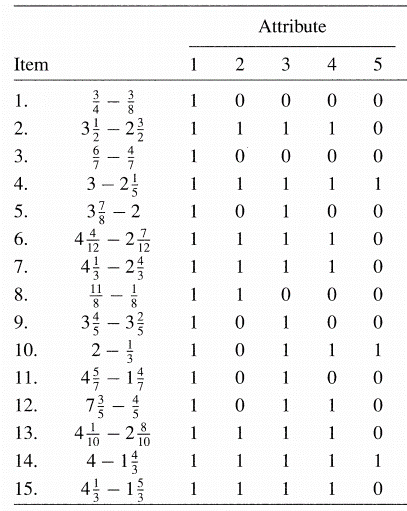 Attribute
Item 1 2 3 4 5
1. 3/4 − 3/8 1 0 0 0 0
2. 3 1/2 − 2 3/2 1 1 1 1 0
3. 6/7 − 4/7 1 0 0 0 0
4. 3 − 2 1/5 1 1 1 1 1
5. 3 7/8 − 2 1 0 1 0 0
6. 4 4/12 − 2 7/12 1 1 1 1 0
7. 4 1/3 − 2 4/3 1 1 1 1 0
8. 11/8 − 1/8 1 1 0 0 0
9. 3 4/5 − 3 2/5 1 0 1 0 0
10. 2 − 1/3 1 0 1 1 1
11. 4 5/7 − 1 4/7 1 0 1 0 0
12. 7 3/5 − 4/5 1 0 1 1 0
13. 4 1/10 − 2 8/10 1 1 1 1 0
14. 4 − 1 4/3 1 1 1 1 1
15. 4 1/3 − 1 5/3 1 1 1 1 0